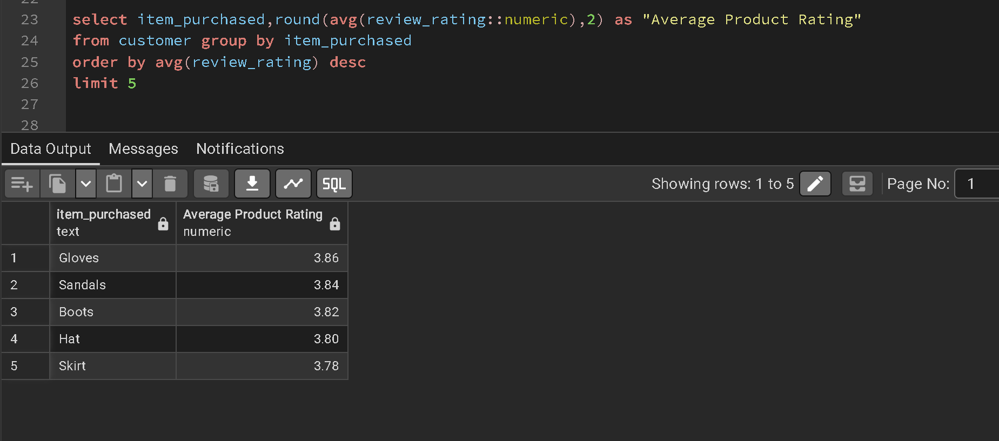 22
23 select item_purchased,round(avg(review_rating::numeric),2) as "Average Product Rating"
24 from customer group by item_purchased
25 order by avg(review_rating) desc
26 limit 5
27
28
Data Output Messages Notifications
SQL Showing rows: 1 to 5 Page No: 1
item_purchased Average Product Rating
text numeric
1 Gloves 3.86
2 Sandals 3.84
3 Boots 3.82
4 Hat 3.80
5 Skirt 3.78